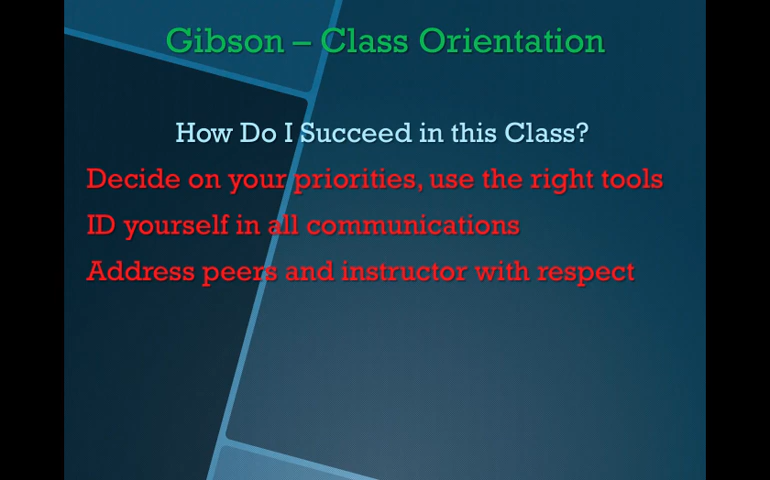 Gibson – Class Orientation
How Do I Succeed in this Class?
Decide on your priorities, use the right tools
ID yourself in all communications
Address peers and instructor with respect